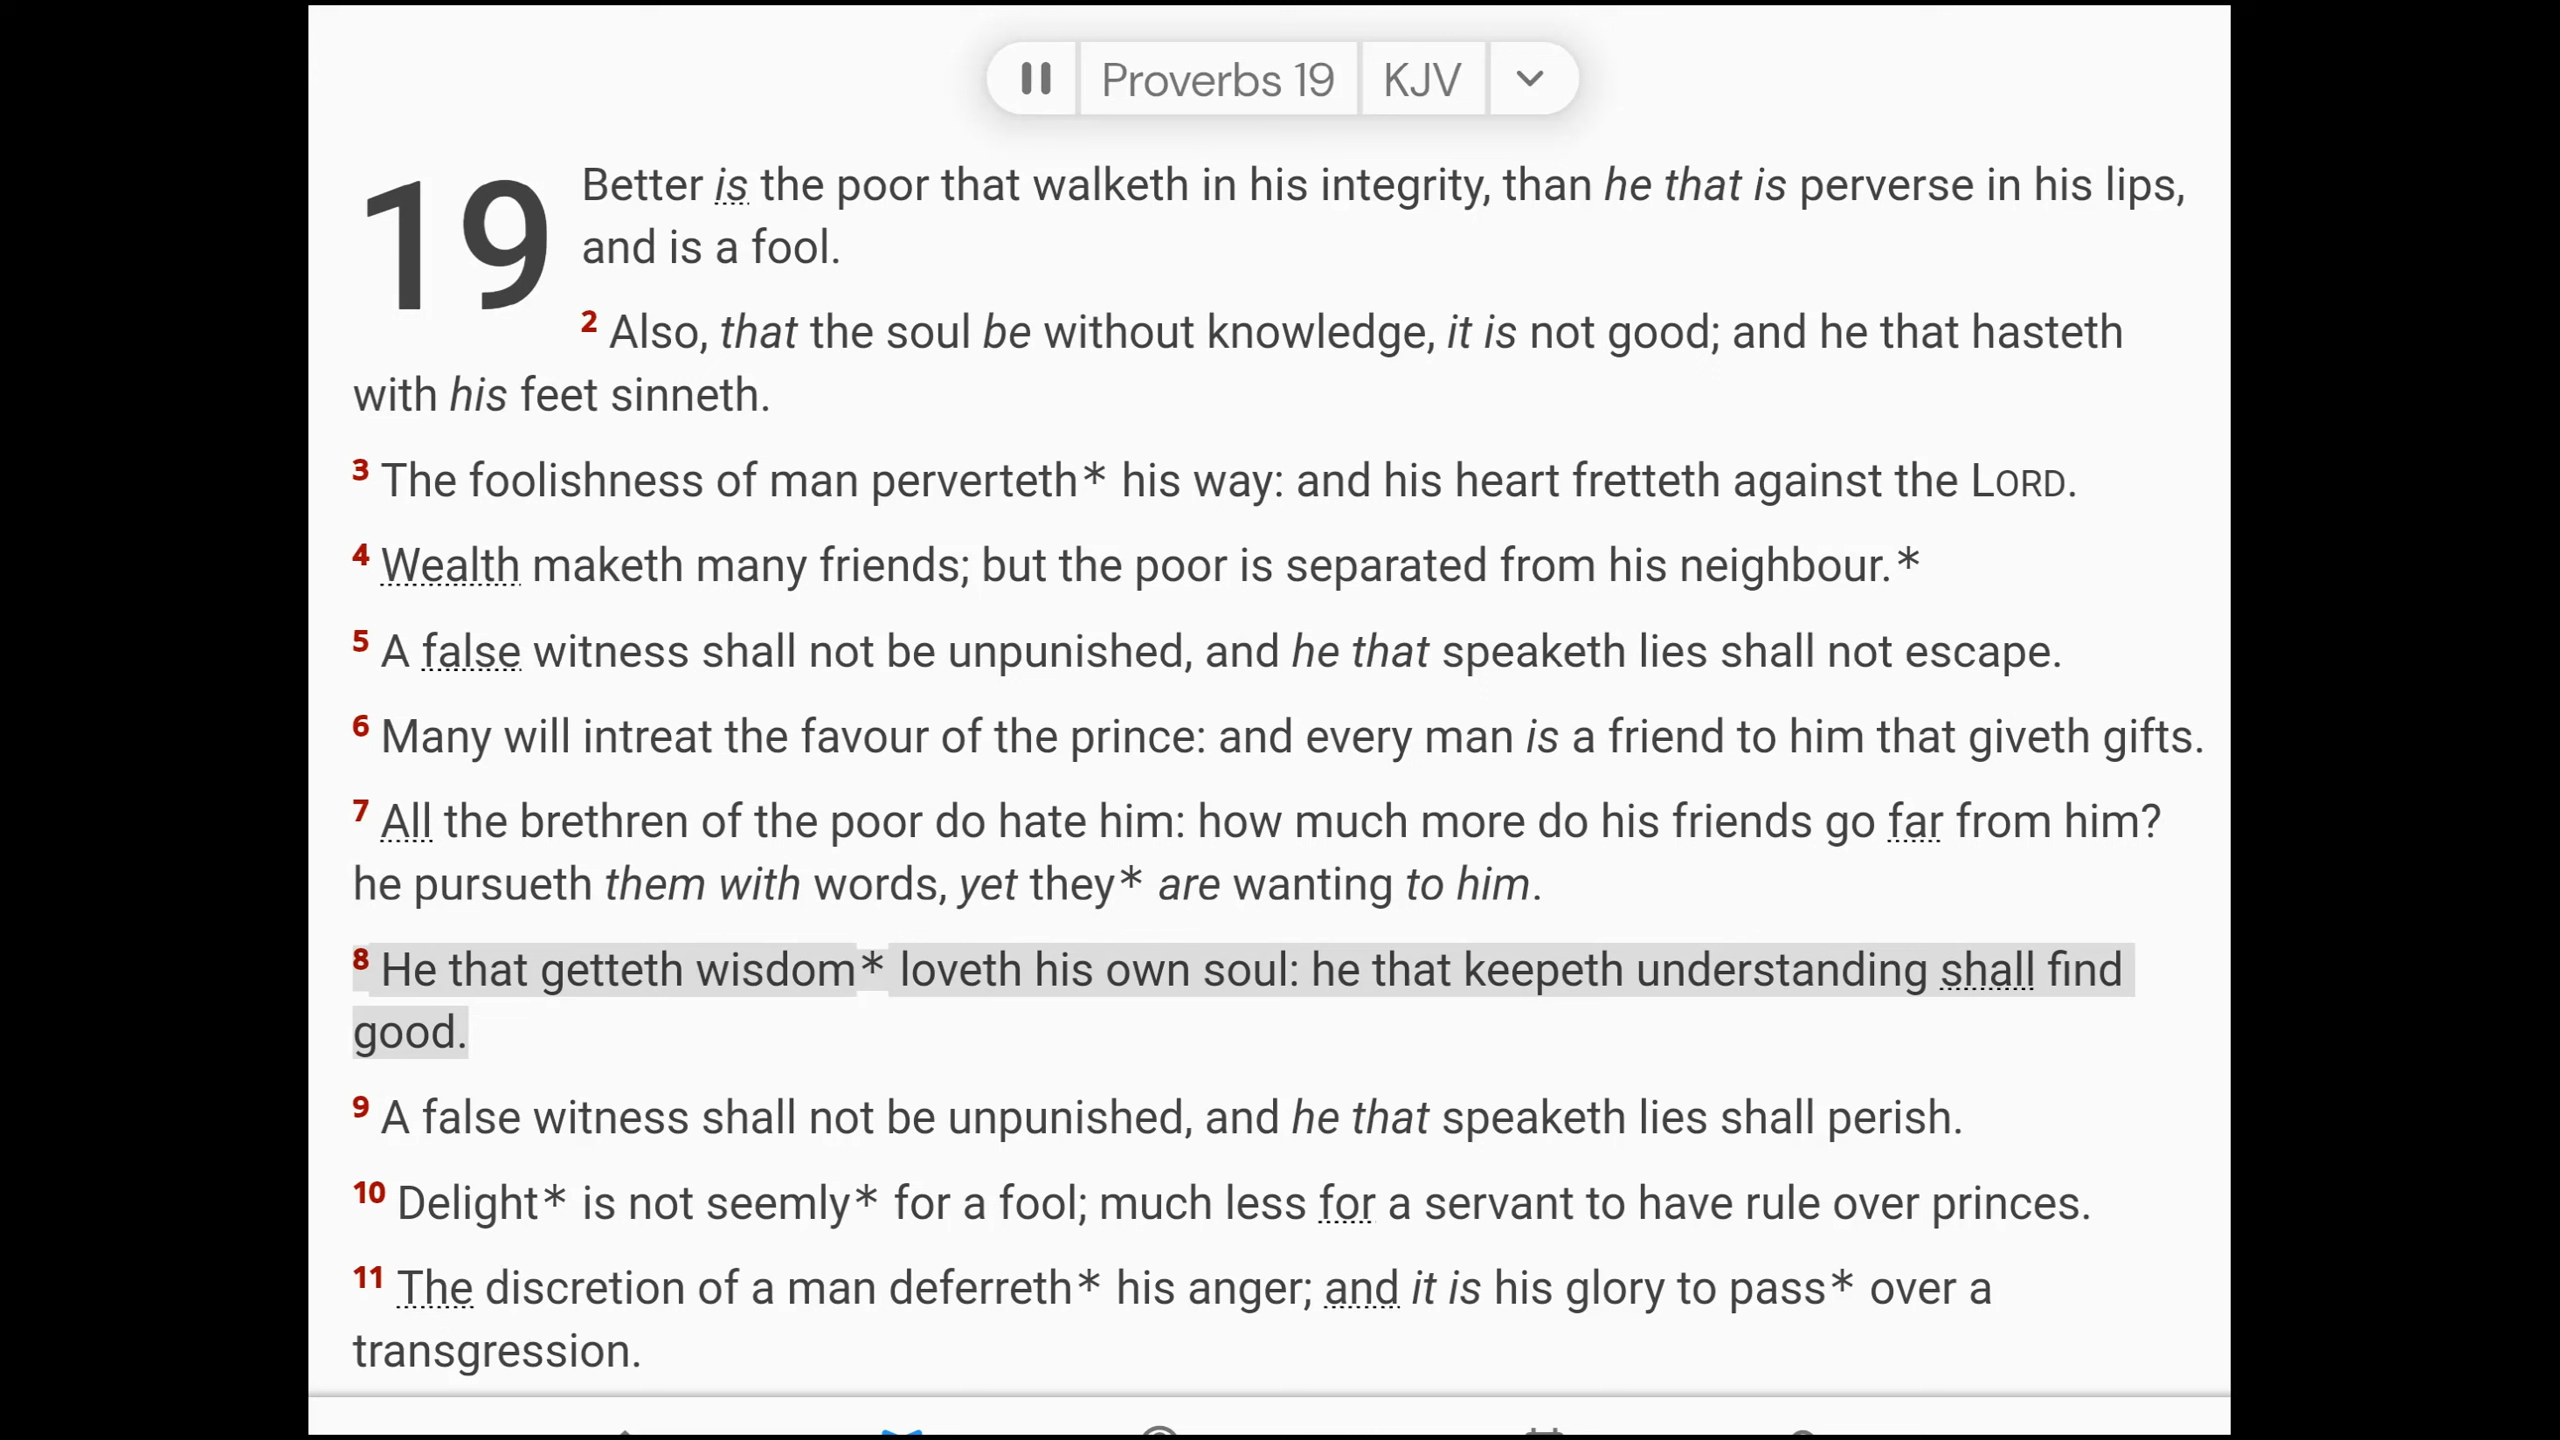 Proverbs 19 KJV
19
Better is the poor that walketh in his integrity, than he that is perverse in his lips,
and is a fool.
2 Also, that the soul be without knowledge, it is not good; and he that hasteth
with his feet sinneth.
3 The foolishness of man perverteth* his way: and his heart fretteth against the LORD.
4 Wealth maketh many friends; but the poor is separated from his neighbour.*
5 A false witness shall not be unpunished, and he that speaketh lies shall not escape.
6 Many will intreat the favour of the prince: and every man is a friend to him that giveth gifts.
7 All the brethren of the poor do hate him: how much more do his friends go far from him?
he pursueth them with words, yet they* are wanting to him.
8 He that getteth wisdom* loveth his own soul: he that keepeth understanding shall find
good.
9 A false witness shall not be unpunished, and he that speaketh lies shall perish.
10 Delight* is not seemly* for a fool; much less for a servant to have rule over princes.
11 The discretion of a man deferreth* his anger; and it is his glory to pass* over a
transgression.